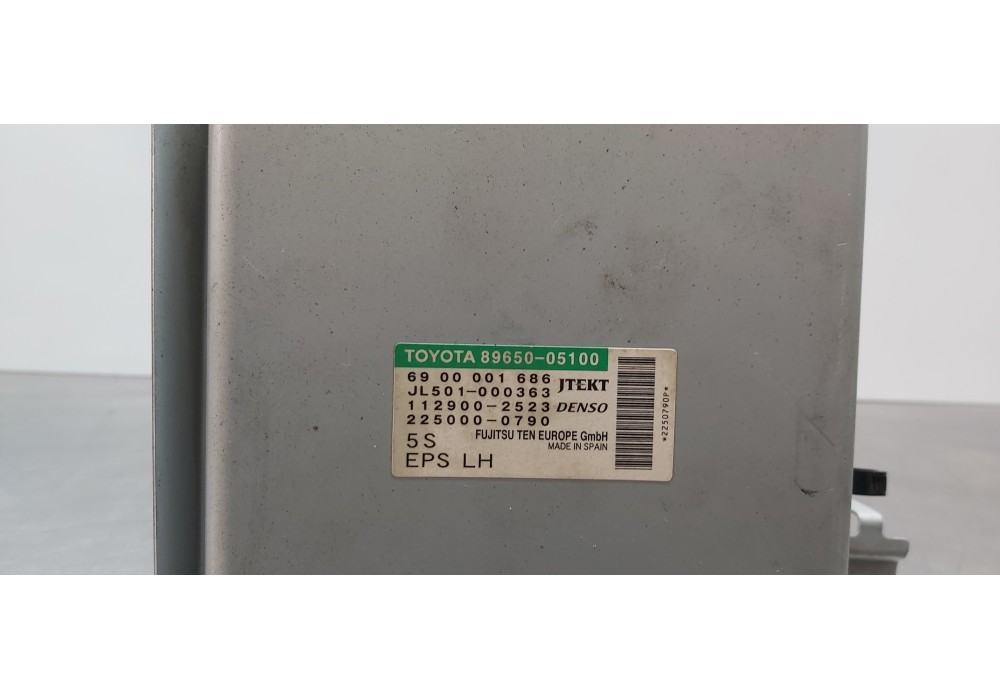 TOYOTA 89650-05100
69 00 001 686 JTEKT
JL501-000363
112900-2523 DENSO
225000-0790
FUJITSU TEN EUROPE GmbH
5S MADE IN SPAIN
EPS LH
*2250790P*